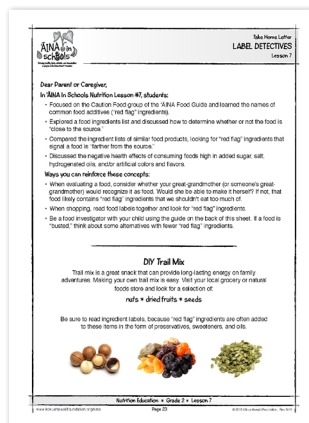 'ĀINA in
schools
Take Home Letter
LABEL DETECTIVES
Lesson 7
Dear Parent or Caregiver,
In 'ĀINA In Schools Nutrition Lesson #7, students:
• Focused on the Caution Food group of the 'ĀINA Food Guide and learned the names of
common food additives ("red flag" ingredients).
• Explored a food ingredients list and discussed how to determine whether or not the food is
"close to the source."
• Compared the ingredient lists of similar food products, looking for "red flag" ingredients that
signal a food is "farther from the source."
• Discussed the negative health effects of consuming foods high in added sugar, salt,
hydrogenated oils, and/or artificial colors and flavors.
Ways you can reinforce these concepts:
• When evaluating a food, consider whether your great-grandmother (or someone's great-
grandmother) would recognize it as food. Would she be able to make it herself? If not, that
food likely contains "red flag" ingredients that we shouldn't eat too much of.
• When shopping, read food labels together and look for "red flag" ingredients.
• Be a food investigator with your child using the guide on the back of this sheet. If a food is
"busted," think about some alternatives with fewer "red flag" ingredients.
DIY Trail Mix
Trail mix is a great snack that can provide long-lasting energy on family
adventures. Making your own trail mix is easy. Visit your local grocery or natural
foods store and look for a selection of:
nuts * dried fruits * seeds
Be sure to read ingredient labels, because "red flag" ingredients are often added
to these items in the form of preservatives, sweeteners, and oils.
Nutrition Education * Grade 2 * Lesson 7
Page 23